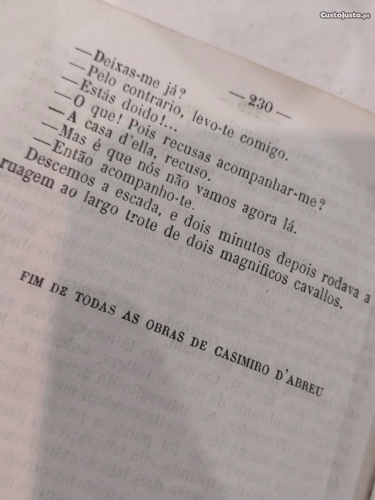 CustoJusto.pt
— 230 —
—Deixas-me já?
—Pelo contrario, levo-te comigo.
—Estás doido!...
—O que! Pois recusas acompanhar-me?
—A casa d'ella, recuso.
—Mas é que nós não vamos agora lá.
—Então acompanho-te.
Descemos a escada, e dois minutos depois rodava a
ruagem ao largo trote de dois magnificos cavallos.
FIM DE TODAS AS OBRAS DE CASIMIRO D'ABREU